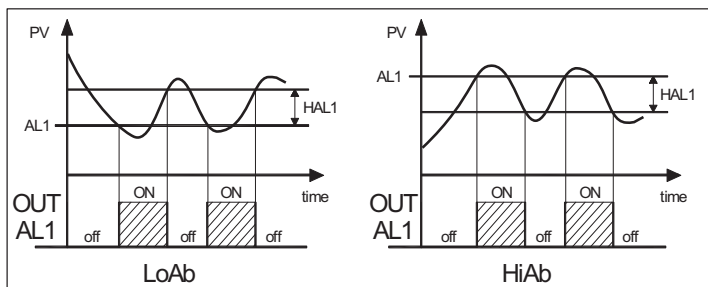 PV
HAL1
AL1
time
OUT
AL1
off
ON
off
ON
off
LoAb
PV
AL1
HAL1
time
OUT
AL1
off
ON
off
ON
off
HiAb